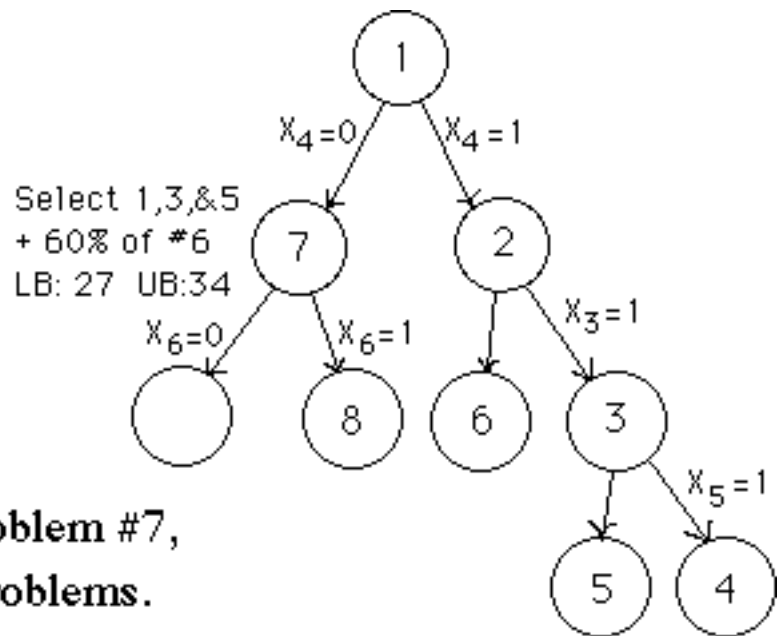 1
X4=0
X4=1
Select 1,3,&5
+ 60% of #6
LB: 27 UB:34
7
2
X6=0
X6=1
X3=1
8
6
3
X5=1
5
4
#7,